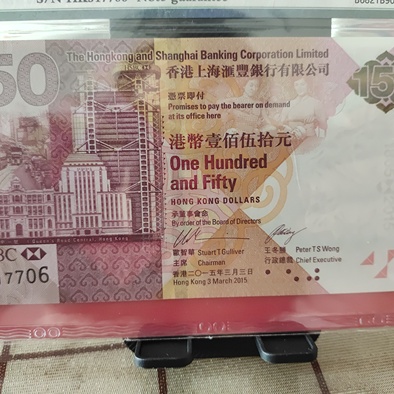 The Hongkong and Shanghai Banking Corporation Limited
香港上海滙豐銀行有限公司
憑票即付
Promises to pay the bearer on demand
at its office here
50
150
港幣壹佰伍拾元
One Hundred
and Fifty
HONG KONG DOLLARS
承董事會命
By order of the Board of Directors
歐智華 Stuart T Gulliver
主席 Chairman
王冬勝 Peter T S Wong
行政總裁 Chief Executive
香港二〇一五年三月三日
Hong Kong 3 March 2015
Queen's Road Central, Hong Kong
BC
7706